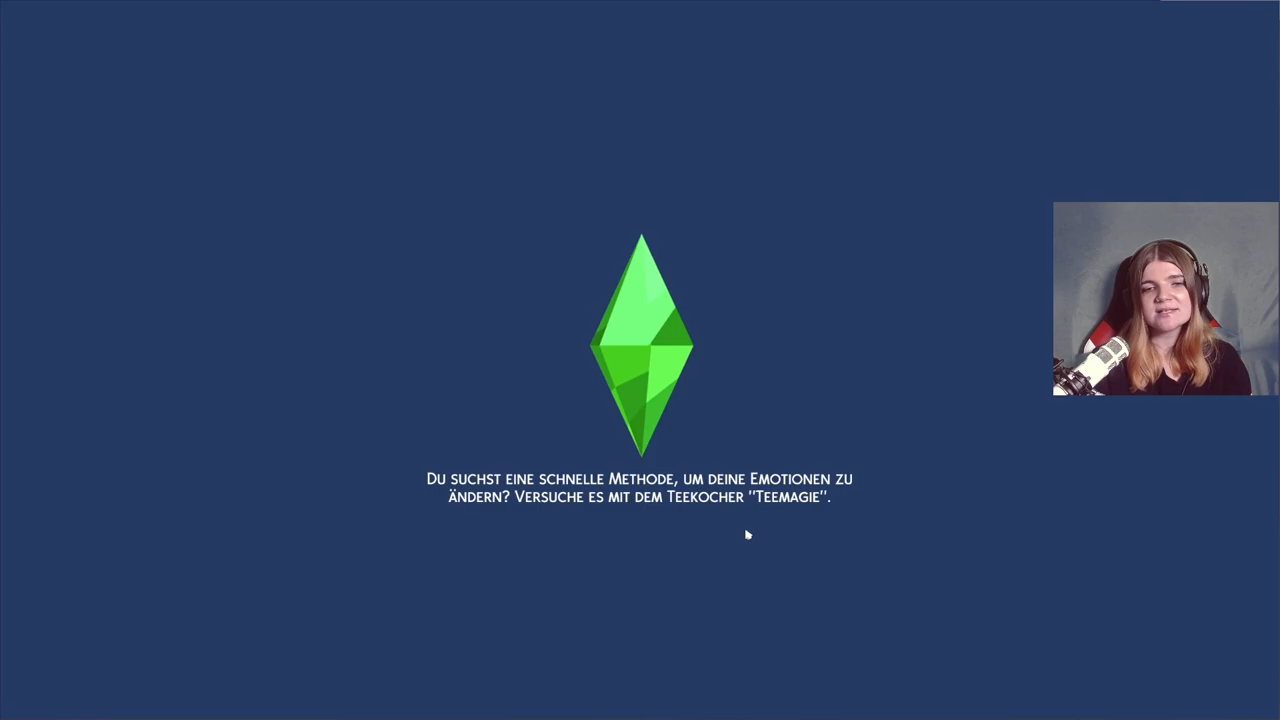 Du suchst eine schnelle Methode, um deine Emotionen zu
ändern? Versuche es mit dem Teekocher "Teemagie".